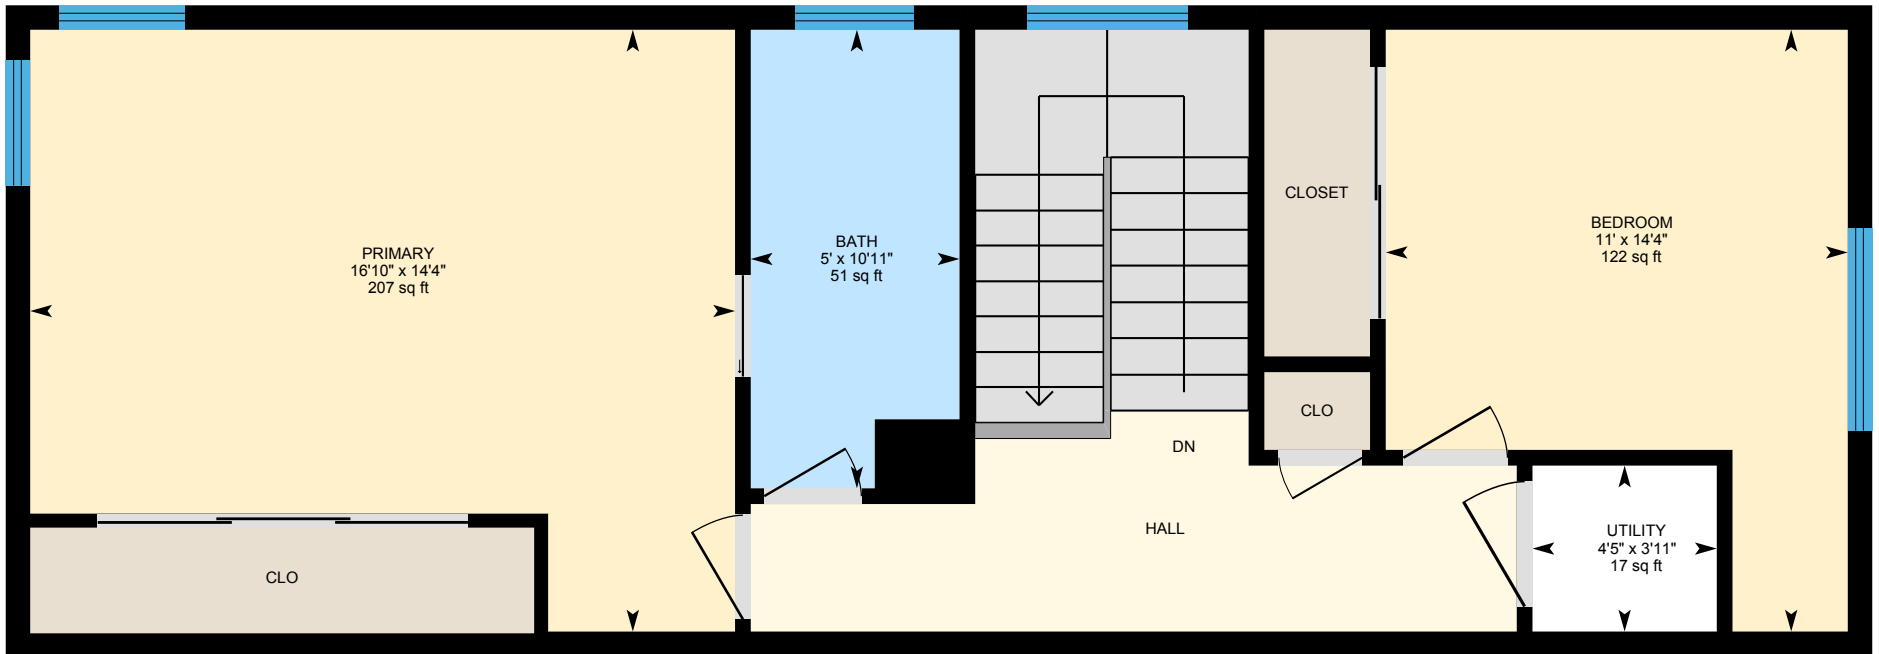 PRIMARY
16'10" x 14'4"
207 sq ft
BATH
5' x 10'11"
51 sq ft
CLOSET
BEDROOM
11' x 14'4"
122 sq ft
CLO
DN
HALL
UTILITY
4'5" x 3'11"
17 sq ft
CLO